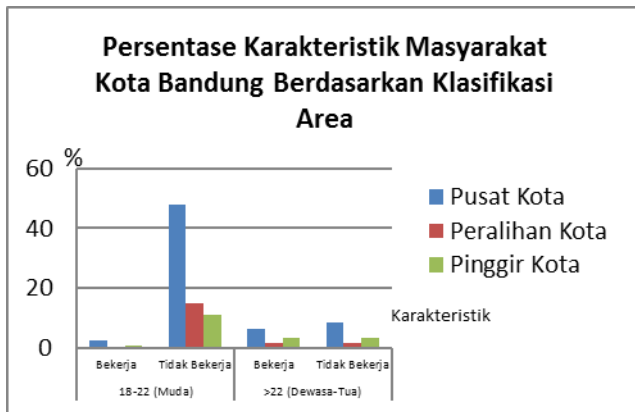 Persentase Karakteristik Masyarakat
Kota Bandung Berdasarkan Klasifikasi
Area
%
60
40
20
0
Pusat Kota
Peralihan Kota
Pinggir Kota
Karakteristik
Bekerja
Tidak Bekerja
Bekerja
Tidak Bekerja
18-22 (Muda)
>22 (Dewasa-Tua)